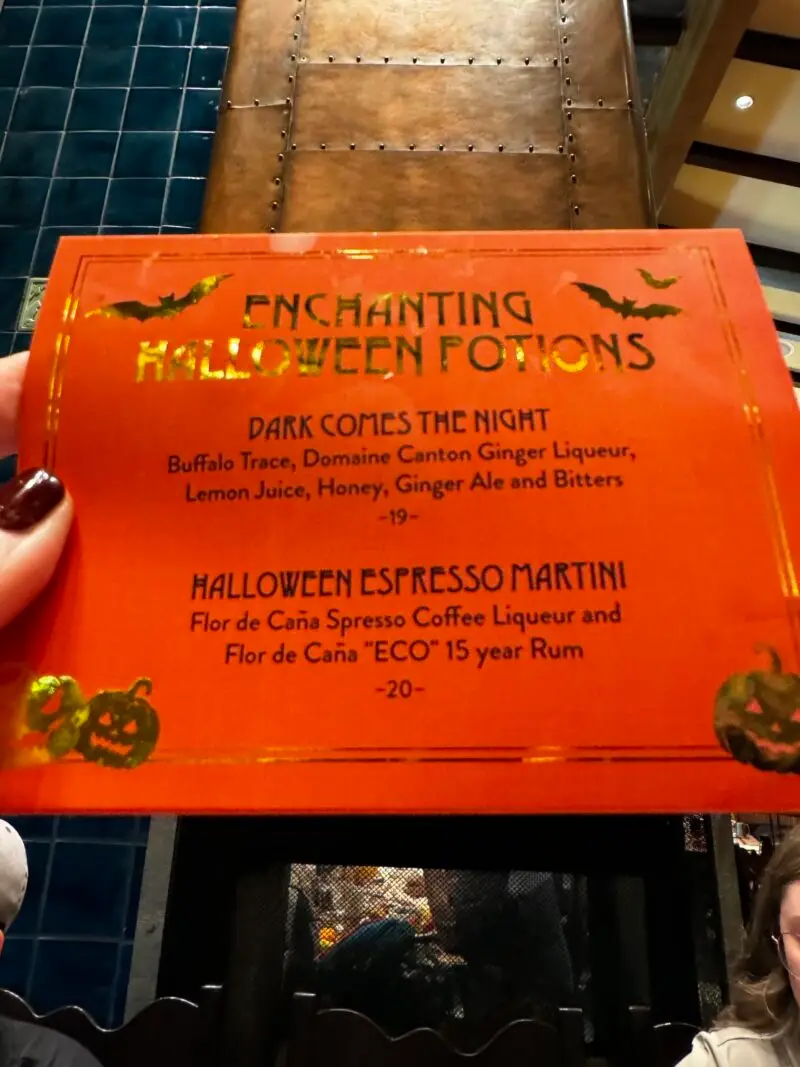 ENCHANTING
HALLOWEEN POTIONS
DARK COMES THE NIGHT
Buffalo Trace, Domaine Canton Ginger Liqueur,
Lemon Juice, Honey, Ginger Ale and Bitters
-19-
HALLOWEEN ESPRESSO MARTINI
Flor de Caña Spresso Coffee Liqueur and
Flor de Caña "ECO" 15 year Rum
-20-